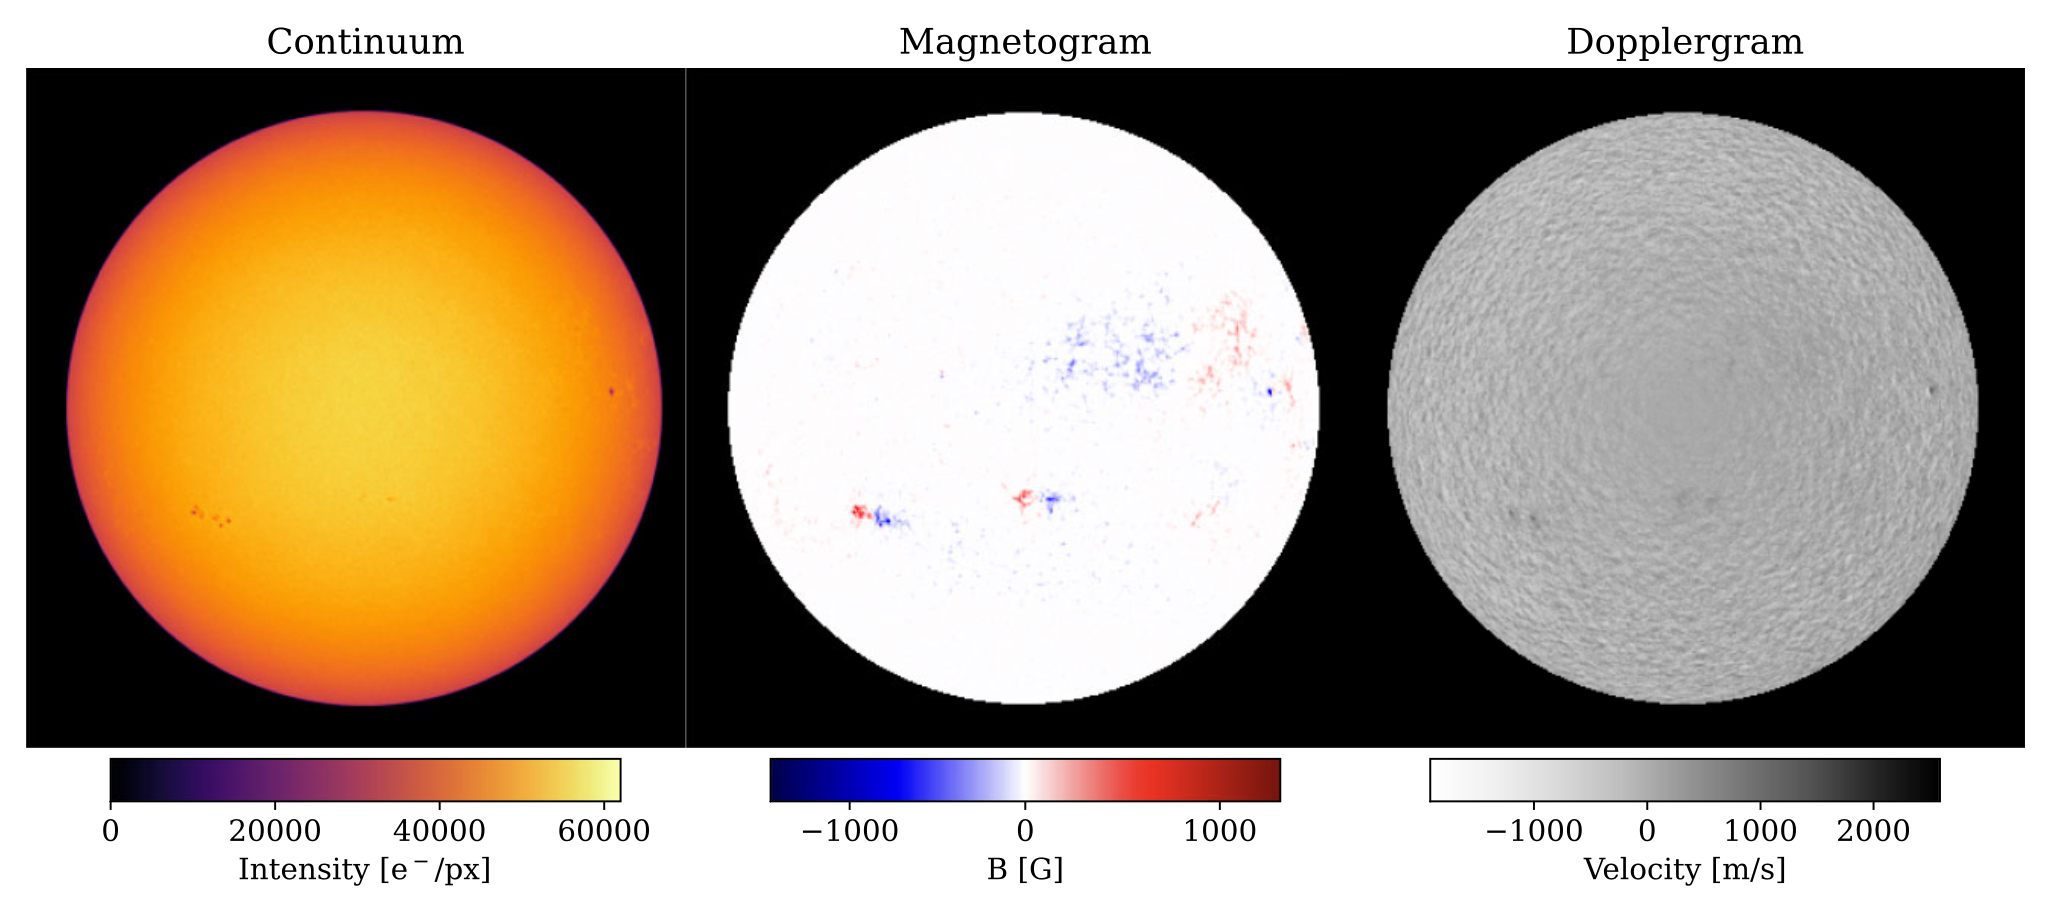 Continuum
Magnetogram
Dopplergram
0 20000 40000 60000
Intensity [e⁻/px]
−1000 0 1000
B [G]
−1000 0 1000 2000
Velocity [m/s]